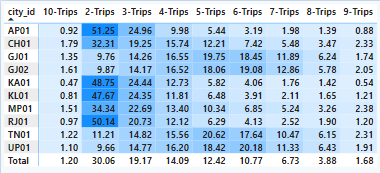 city_id 10-Trips 2-Trips 3-Trips 4-Trips 5-Trips 6-Trips 7-Trips 8-Trips 9-Trips
AP01 0.92 51.25 24.96 9.98 5.44 3.19 1.98 1.39 0.88
CH01 1.79 32.31 19.25 15.74 12.21 7.42 5.48 3.47 2.33
GJ01 1.35 9.76 14.26 16.55 19.75 18.45 11.89 6.24 1.74
GJ02 1.61 9.87 14.17 16.52 18.06 19.08 12.86 5.78 2.05
KA01 0.47 48.75 24.44 12.73 5.82 4.06 1.76 1.42 0.54
KL01 0.81 47.67 24.35 11.81 6.48 3.91 2.11 1.65 1.21
MP01 1.51 34.34 22.69 13.40 10.34 6.85 5.24 3.26 2.38
RJ01 0.97 50.14 20.73 12.12 6.29 4.13 2.52 1.90 1.20
TN01 1.22 11.21 14.82 15.56 20.62 17.64 10.47 6.15 2.31
UP01 1.10 9.66 14.77 16.20 18.42 20.18 11.33 6.43 1.91
Total 1.20 30.06 19.17 14.09 12.42 10.77 6.73 3.88 1.68